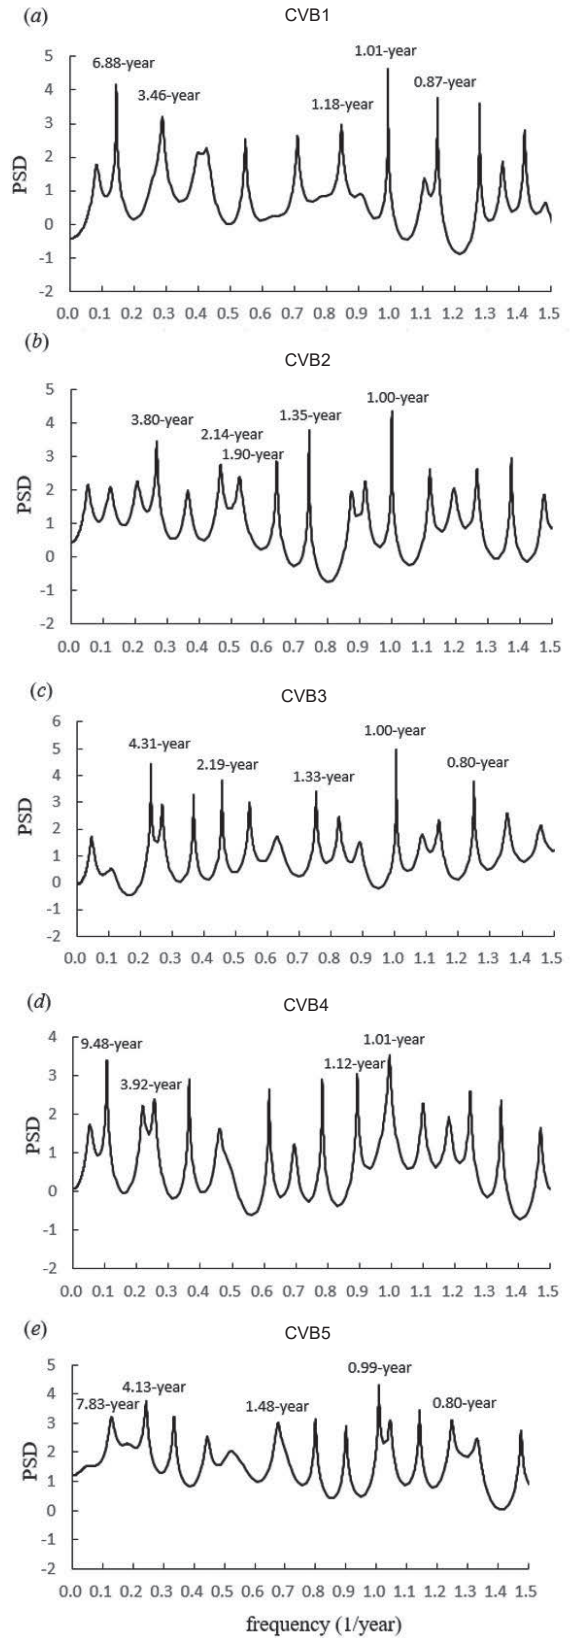 (a)
CVB1
5
4
3
2
1
0
-1
-2
PSD
6.88-year
3.46-year
1.18-year
1.01-year
0.87-year
0.0 0.1 0.2 0.3 0.4 0.5 0.6 0.7 0.8 0.9 1.0 1.1 1.2 1.3 1.4 1.5
(b)
CVB2
5
4
3
2
1
0
-1
-2
PSD
3.80-year
2.14-year
1.90-year
1.35-year
1.00-year
0.0 0.1 0.2 0.3 0.4 0.5 0.6 0.7 0.8 0.9 1.0 1.1 1.2 1.3 1.4 1.5
(c)
CVB3
6
5
4
3
2
1
0
-1
-2
PSD
4.31-year
2.19-year
1.33-year
1.00-year
0.80-year
0.0 0.1 0.2 0.3 0.4 0.5 0.6 0.7 0.8 0.9 1.0 1.1 1.2 1.3 1.4 1.5
(d)
CVB4
4
3
2
1
0
-1
-2
PSD
9.48-year
3.92-year
1.12-year
1.01-year
0.0 0.1 0.2 0.3 0.4 0.5 0.6 0.7 0.8 0.9 1.0 1.1 1.2 1.3 1.4 1.5
(e)
CVB5
5
4
3
2
1
0
-1
-2
PSD
7.83-year
4.13-year
1.48-year
0.99-year
0.80-year
0.0 0.1 0.2 0.3 0.4 0.5 0.6 0.7 0.8 0.9 1.0 1.1 1.2 1.3 1.4 1.5
frequency (1/year)